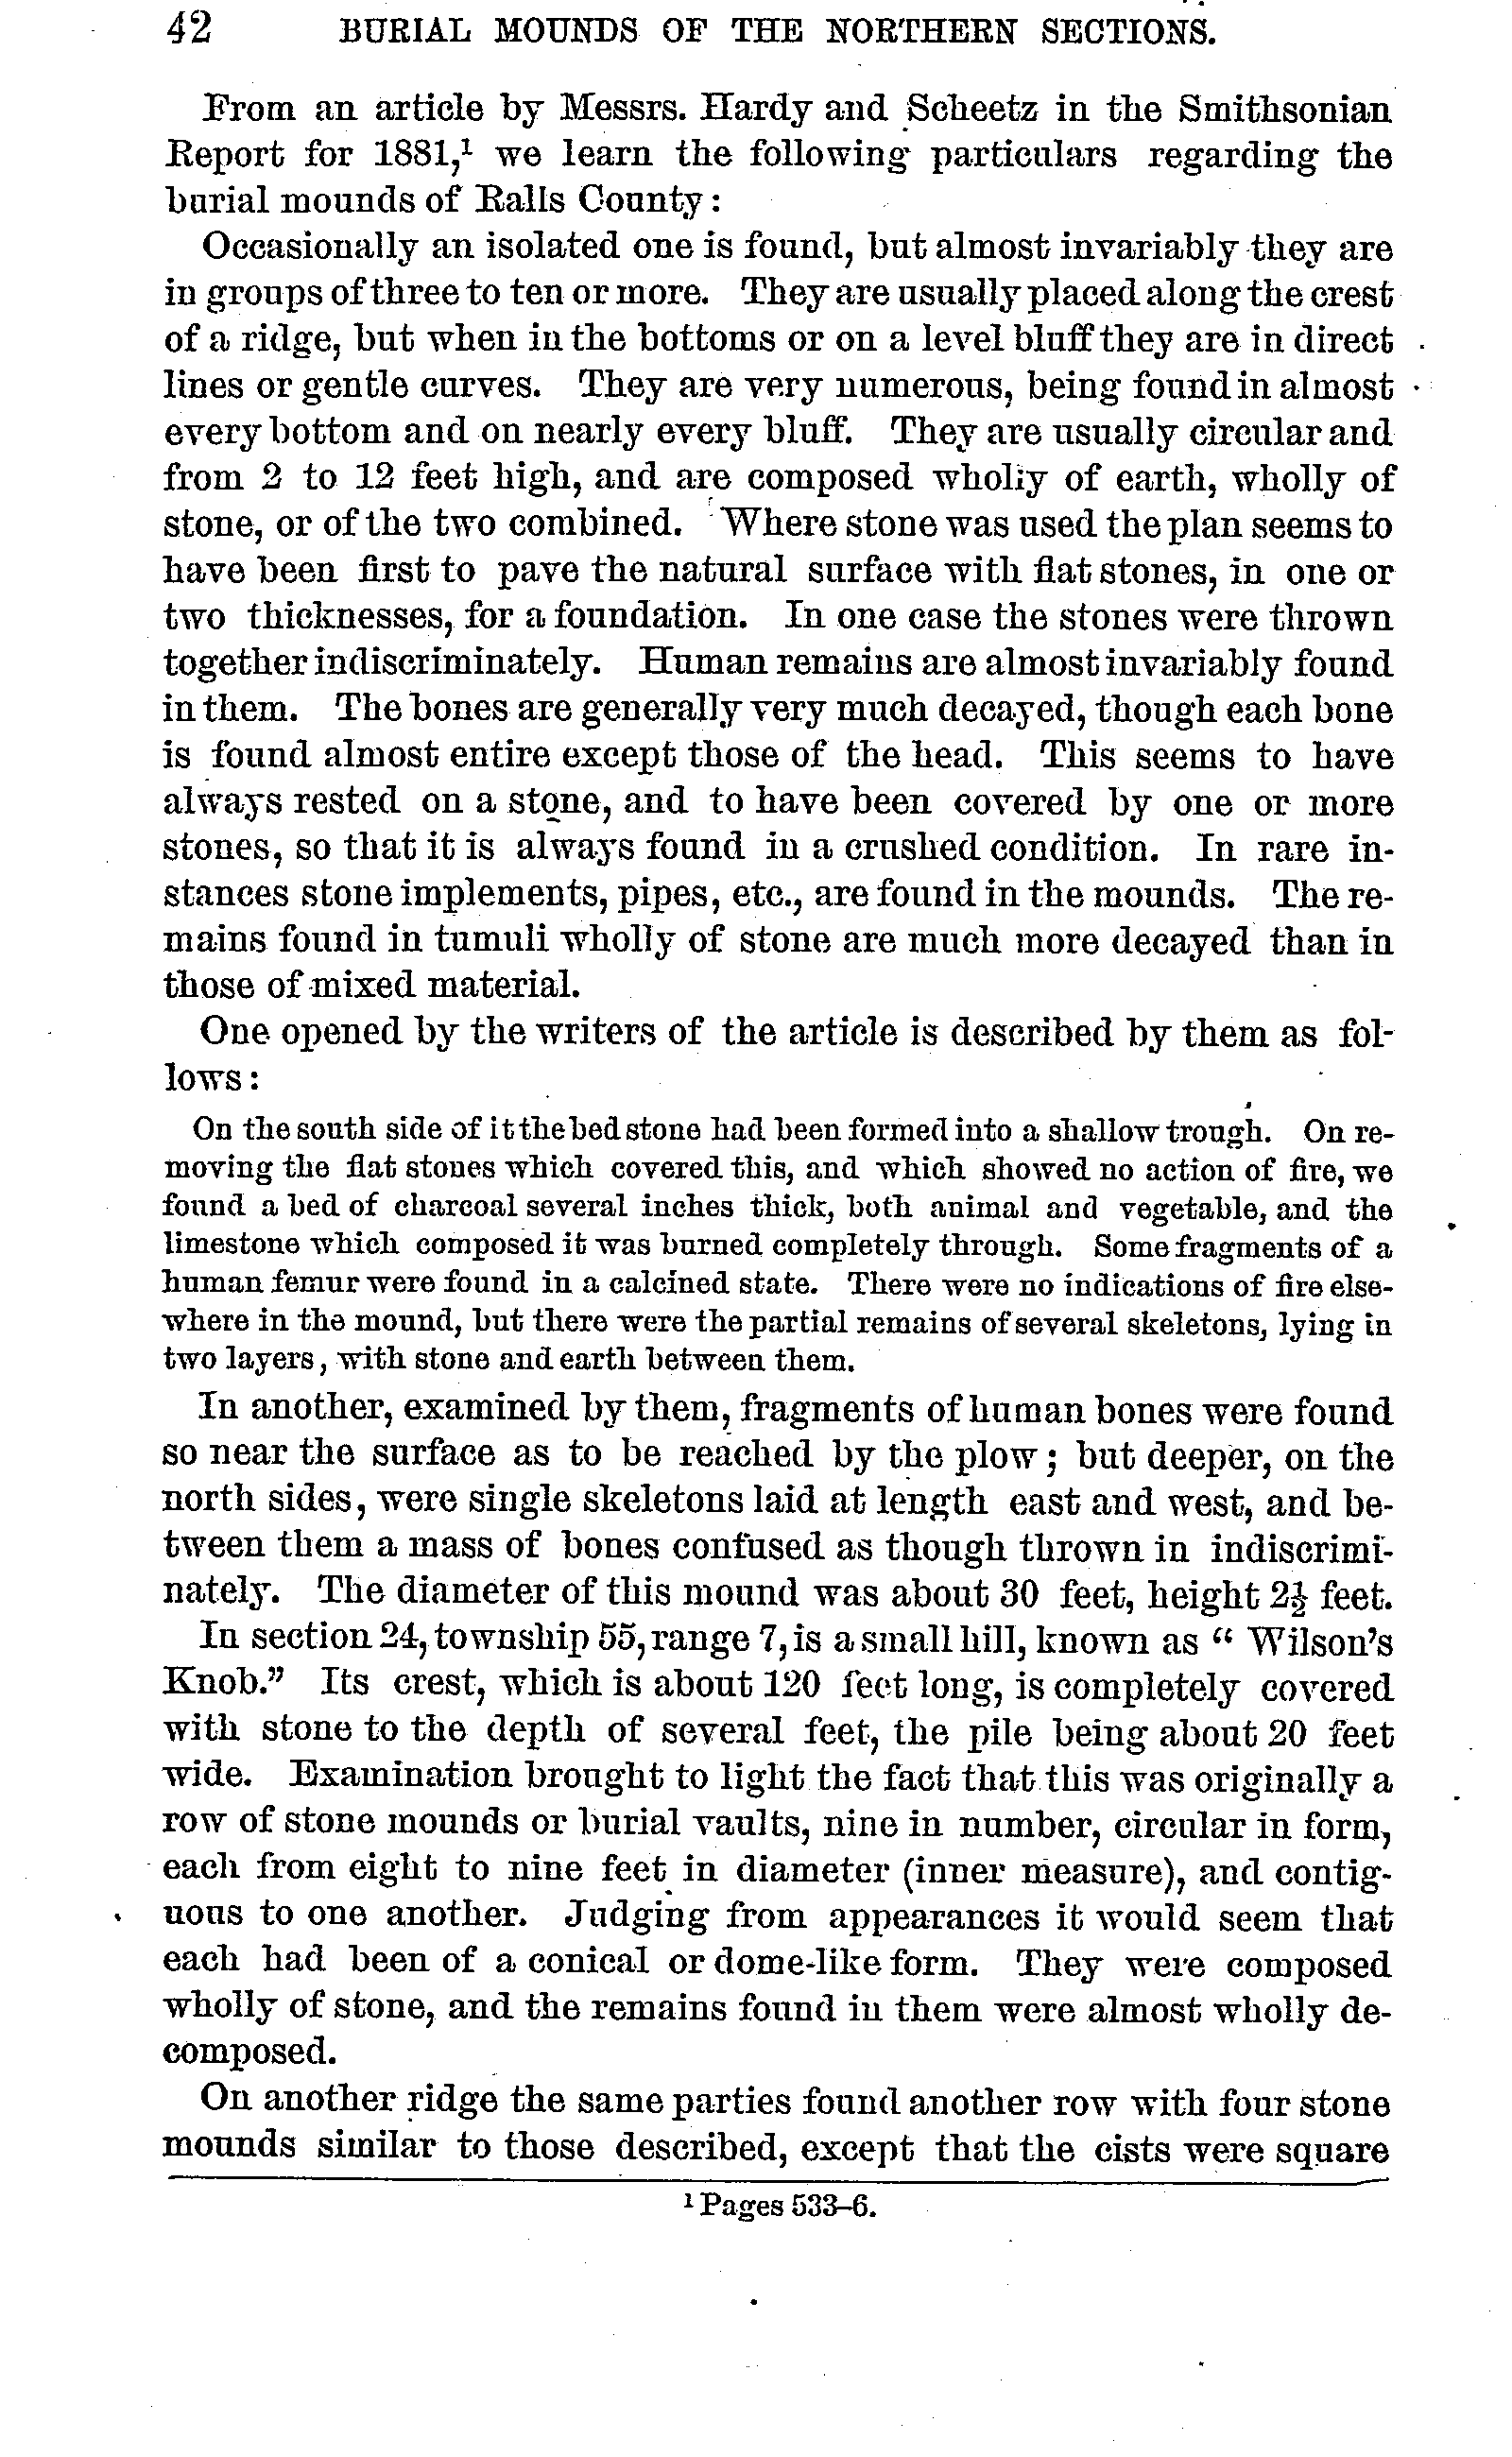 42 BURIAL MOUNDS OF THE NORTHERN SECTIONS.
From an article by Messrs. Hardy and Scheetz in the Smithsonian
Report for 1881,¹ we learn the following particulars regarding the
burial mounds of Ralls County:
Occasionally an isolated one is found, but almost invariably they are
in groups of three to ten or more. They are usually placed along the crest
of a ridge, but when in the bottoms or on a level bluff they are in direct
lines or gentle curves. They are very numerous, being found in almost
every bottom and on nearly every bluff. They are usually circular and
from 2 to 12 feet high, and are composed wholly of earth, wholly of
stone, or of the two combined. Where stone was used the plan seems to
have been first to pave the natural surface with flat stones, in one or
two thicknesses, for a foundation. In one case the stones were thrown
together indiscriminately. Human remains are almost invariably found
in them. The bones are generally very much decayed, though each bone
is found almost entire except those of the head. This seems to have
always rested on a stone, and to have been covered by one or more
stones, so that it is always found in a crushed condition. In rare in-
stances stone implements, pipes, etc., are found in the mounds. The re-
mains found in tumuli wholly of stone are much more decayed than in
those of mixed material.
One opened by the writers of the article is described by them as fol-
lows:
On the south side of it the bed stone had been formed into a shallow trough. On re-
moving the flat stones which covered this, and which showed no action of fire, we
found a bed of charcoal several inches thick, both animal and vegetable, and the
limestone which composed it was burned completely through. Some fragments of a
human femur were found in a calcined state. There were no indications of fire else-
where in the mound, but there were the partial remains of several skeletons, lying in
two layers, with stone and earth between them.
In another, examined by them, fragments of human bones were found
so near the surface as to be reached by the plow; but deeper, on the
north sides, were single skeletons laid at length east and west, and be-
tween them a mass of bones confused as though thrown in indiscrimi-
nately. The diameter of this mound was about 30 feet, height 2½ feet.
In section 24, township 55, range 7, is a small hill, known as "Wilson's
Knob." Its crest, which is about 120 feet long, is completely covered
with stone to the depth of several feet, the pile being about 20 feet
wide. Examination brought to light the fact that this was originally a
row of stone mounds or burial vaults, nine in number, circular in form,
each from eight to nine feet in diameter (inner measure), and contig-
uous to one another. Judging from appearances it would seem that
each had been of a conical or dome-like form. They were composed
wholly of stone, and the remains found in them were almost wholly de-
composed.
On another ridge the same parties found another row with four stone
mounds similar to those described, except that the cists were square
¹ Pages 533–6.